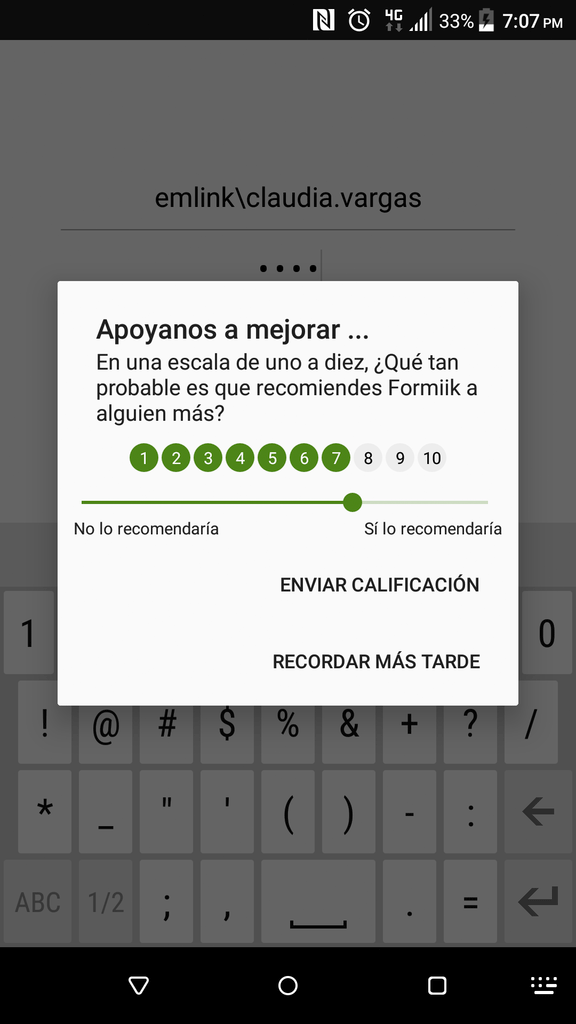 4G 33% 7:07 PM
emlink\claudia.vargas
••••
Apoyanos a mejorar ...
En una escala de uno a diez, ¿Qué tan
probable es que recomiendes Formiik a
alguien más?
1 2 3 4 5 6 7 8 9 10
No lo recomendaría Sí lo recomendaría
ENVIAR CALIFICACIÓN
1 0
RECORDAR MÁS TARDE
! @ # $ % & + ? /
* _ " ' ( ) - :
ABC 1/2 ; , . =